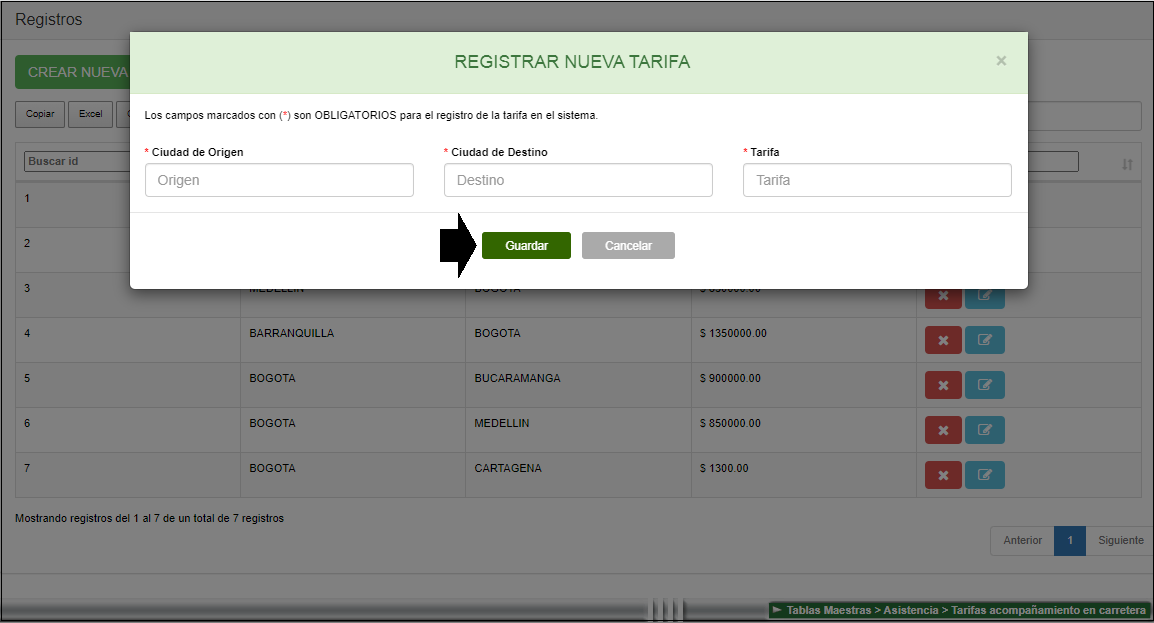 Registros
REGISTRAR NUEVA TARIFA ×
CREAR NUEVA
Copiar Excel
Los campos marcados con (*) son OBLIGATORIOS para el registro de la tarifa en el sistema.
* Ciudad de Origen * Ciudad de Destino * Tarifa
Buscar id
Origen Destino Tarifa
1
2
Guardar Cancelar
3 MEDELLIN BOGOTA
4 BARRANQUILLA BOGOTA $ 1350000.00
5 BOGOTA BUCARAMANGA $ 900000.00
6 BOGOTA MEDELLIN $ 850000.00
7 BOGOTA CARTAGENA $ 1300.00
Mostrando registros del 1 al 7 de un total de 7 registros
Anterior 1 Siguiente
► Tablas Maestras > Asistencia > Tarifas acompañamiento en carretera